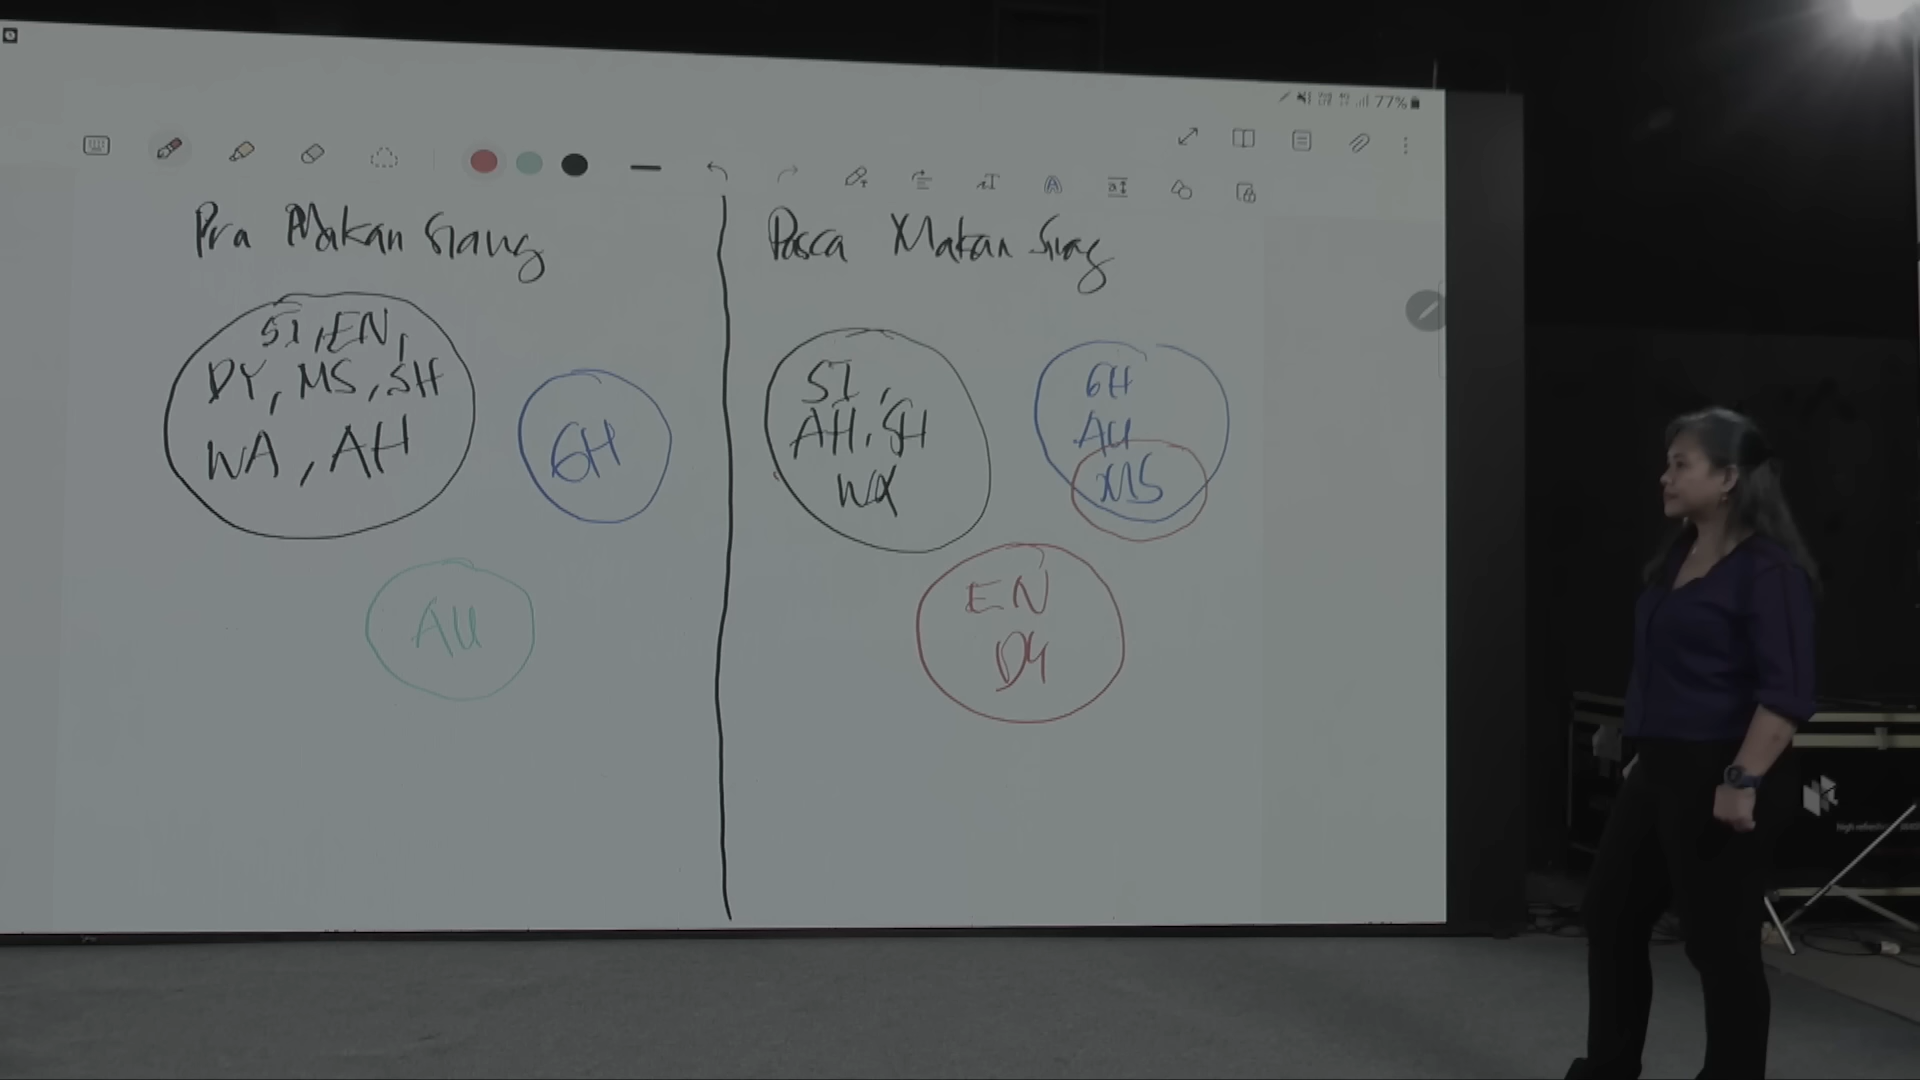 77%
Pra Makan Siang
SI, EN,
DY, MS, SH
WA, AH
GH
AU
Pasca Makan Siang
SI,
AH, SH
WA
GH
AU
MS
EN
DY